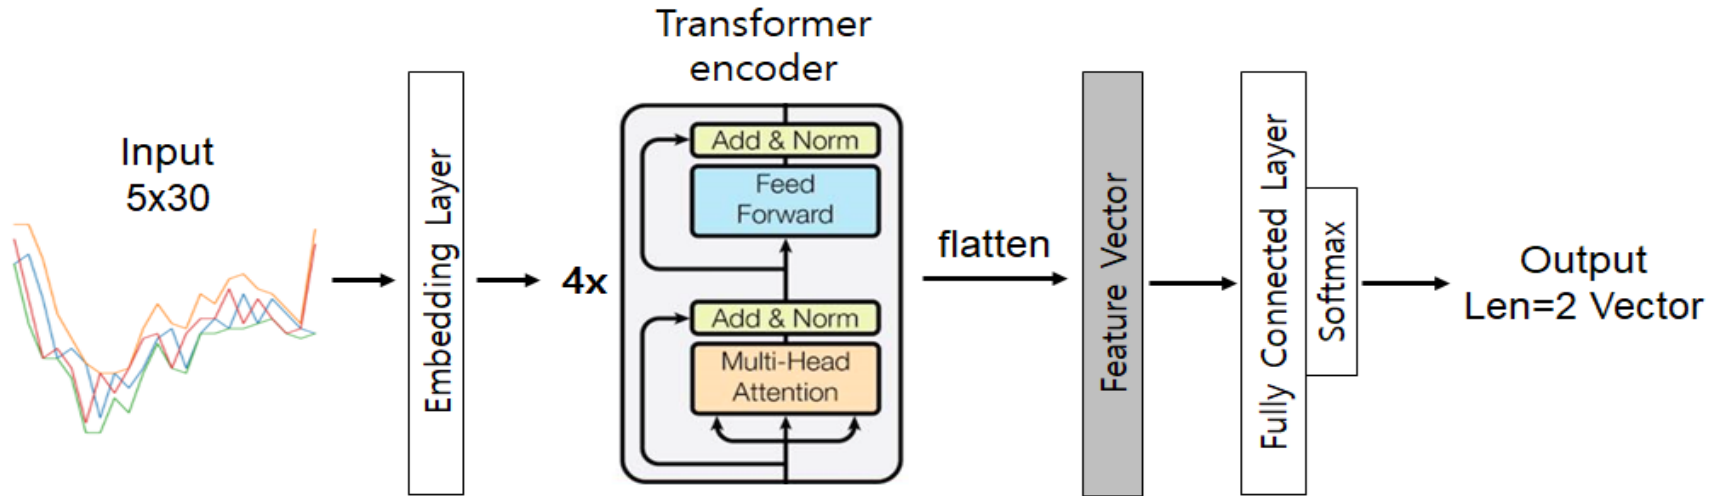 Input
5x30
Embedding Layer
4x
Transformer
encoder
Add & Norm
Feed
Forward
Add & Norm
Multi-Head
Attention
flatten
Feature Vector
Fully Connected Layer
Softmax
Output
Len=2 Vector